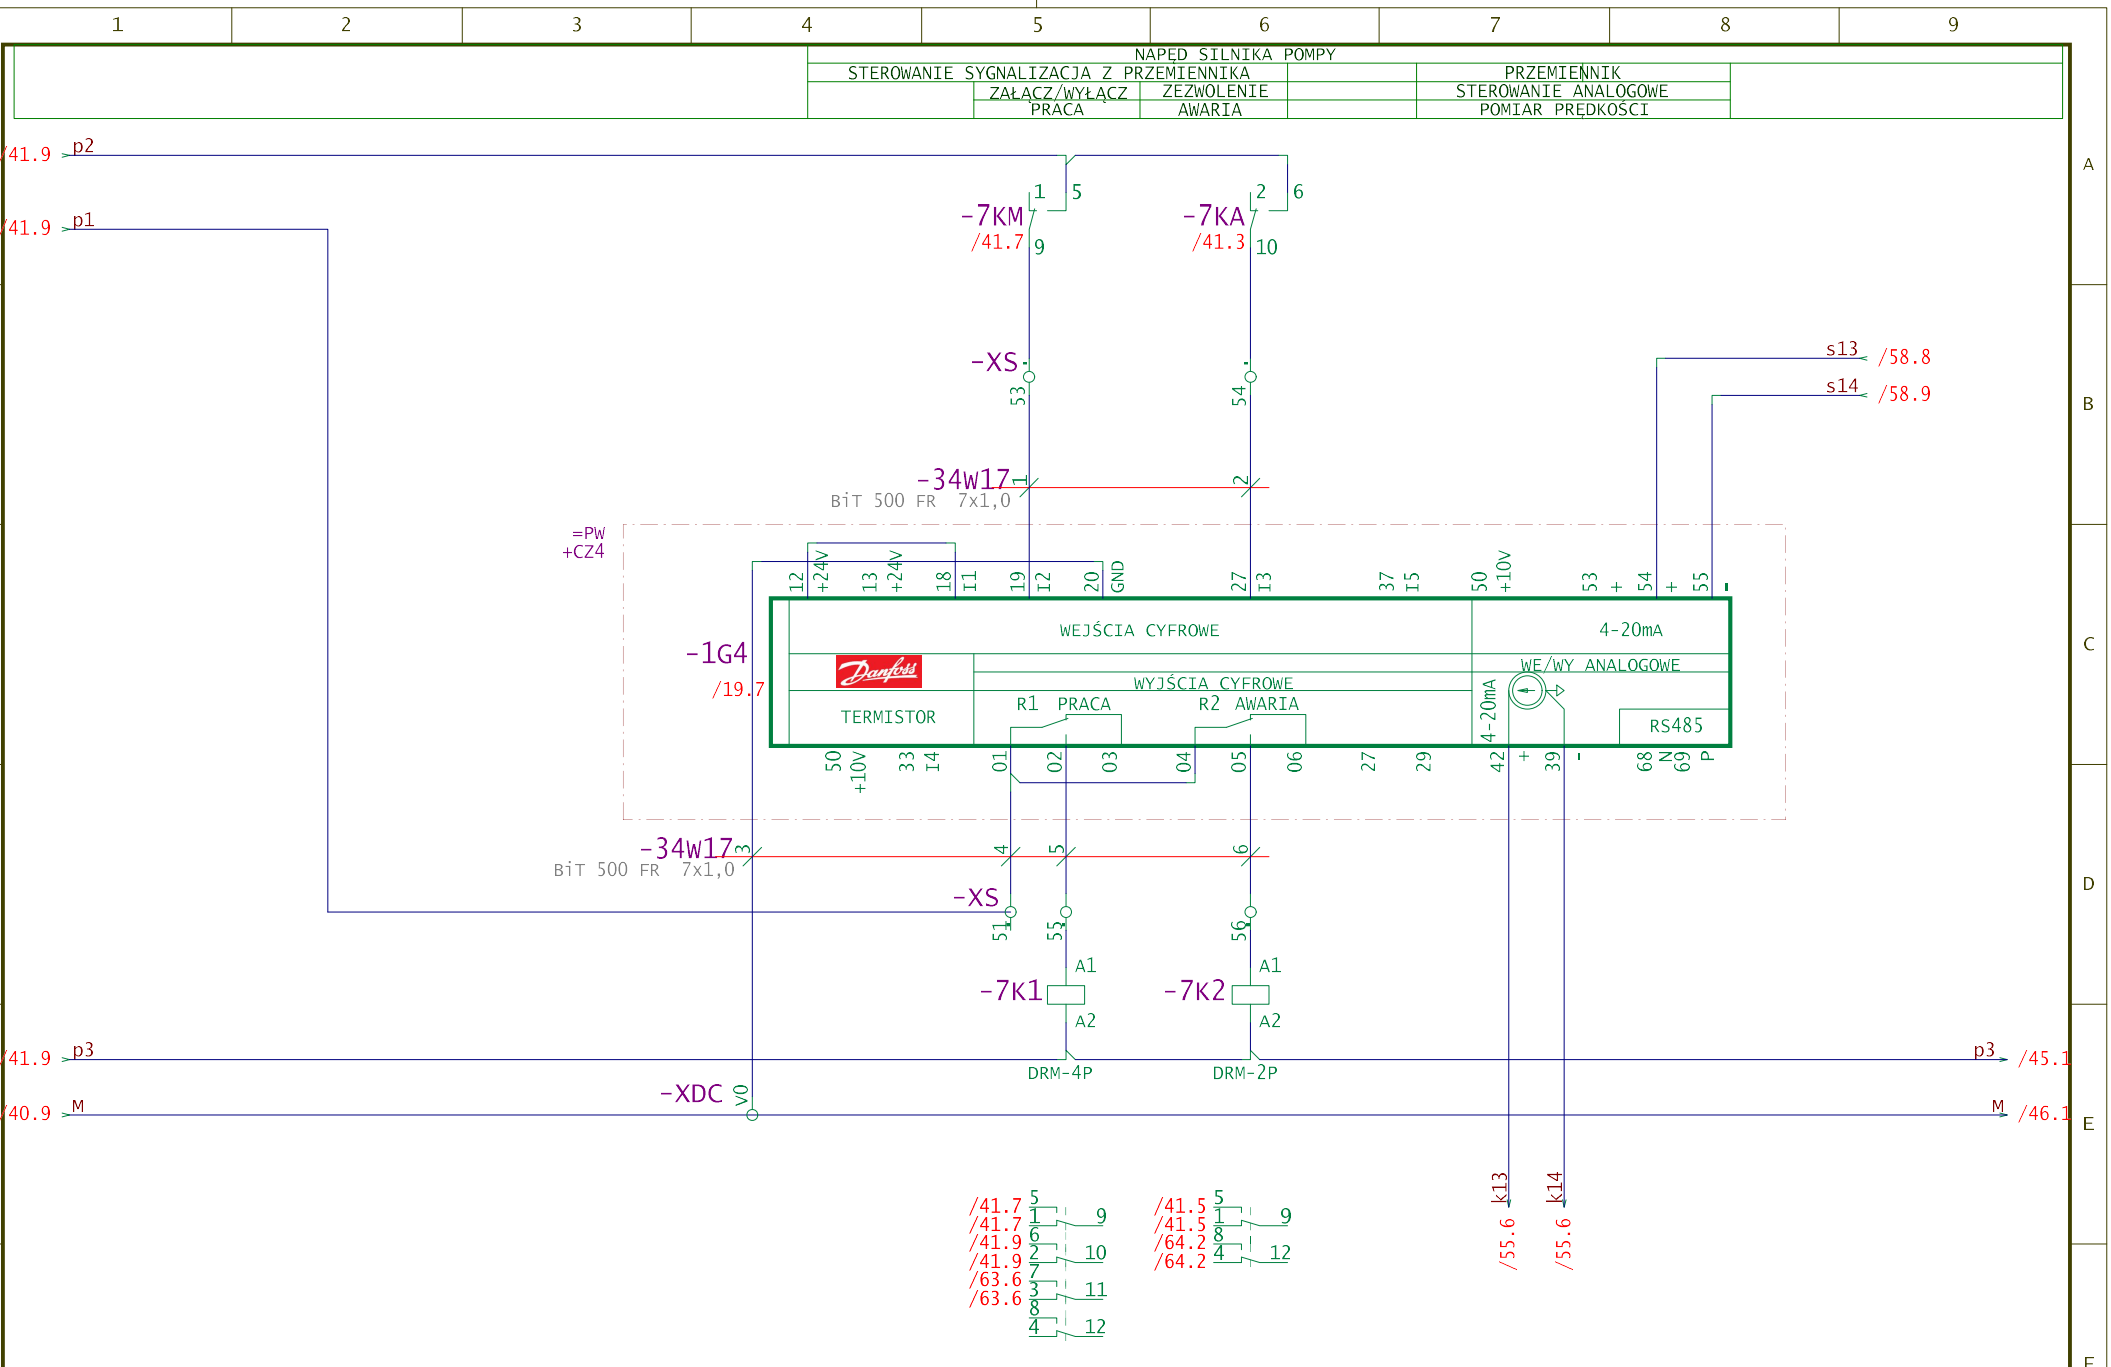 1 2 3 4 5 6 7 8 9
NAPĘD SILNIKA POMPY
STEROWANIE SYGNALIZACJA Z PRZEMIENNIKA PRZEMIENNIK
ZAŁĄCZ/WYŁĄCZ ZEZWOLENIE STEROWANIE ANALOGOWE
PRACA AWARIA POMIAR PRĘDKOŚCI
/41.9 p2
A
1 5 2 6
-7KM -7KA
/41.9 p1
/41.7 9 /41.3 10
s13 /58.8
-XS
53 54
s14 /58.9
B
-34W17 1 2
BiT 500 FR 7x1,0
=PW
+CZ4
12 +24V 13 +24V 18 I1 19 I2 20 GND 27 I3 37 I5 50 +10V 53 + 54 + 55 -
WEJŚCIA CYFROWE 4-20mA
C
-1G4
Danfoss
WE/WY ANALOGOWE
/19.7
WYJŚCIA CYFROWE
R1 PRACA R2 AWARIA
4-20mA
TERMISTOR
RS485
50 +10V 33 I4 01 02 03 04 05 06 27 29 42 + 39 - 68 N 69 P
-34W17 3 4 5 6
BiT 500 FR 7x1,0
D
-XS
51 55 56
A1 A1
-7K1 -7K2
A2 A2
/41.9 p3 p3 /45.1
DRM-4P DRM-2P
-XDC V0
/40.9 M M /46.1
E
k13 k14
/55.6 /55.6
/41.7 5 /41.5 5
/41.7 1 9 /41.5 1 9
/41.9 6 /64.2 8
/41.9 2 10 /64.2 4 12
/63.6 7
/63.6 3 11
8
4 12